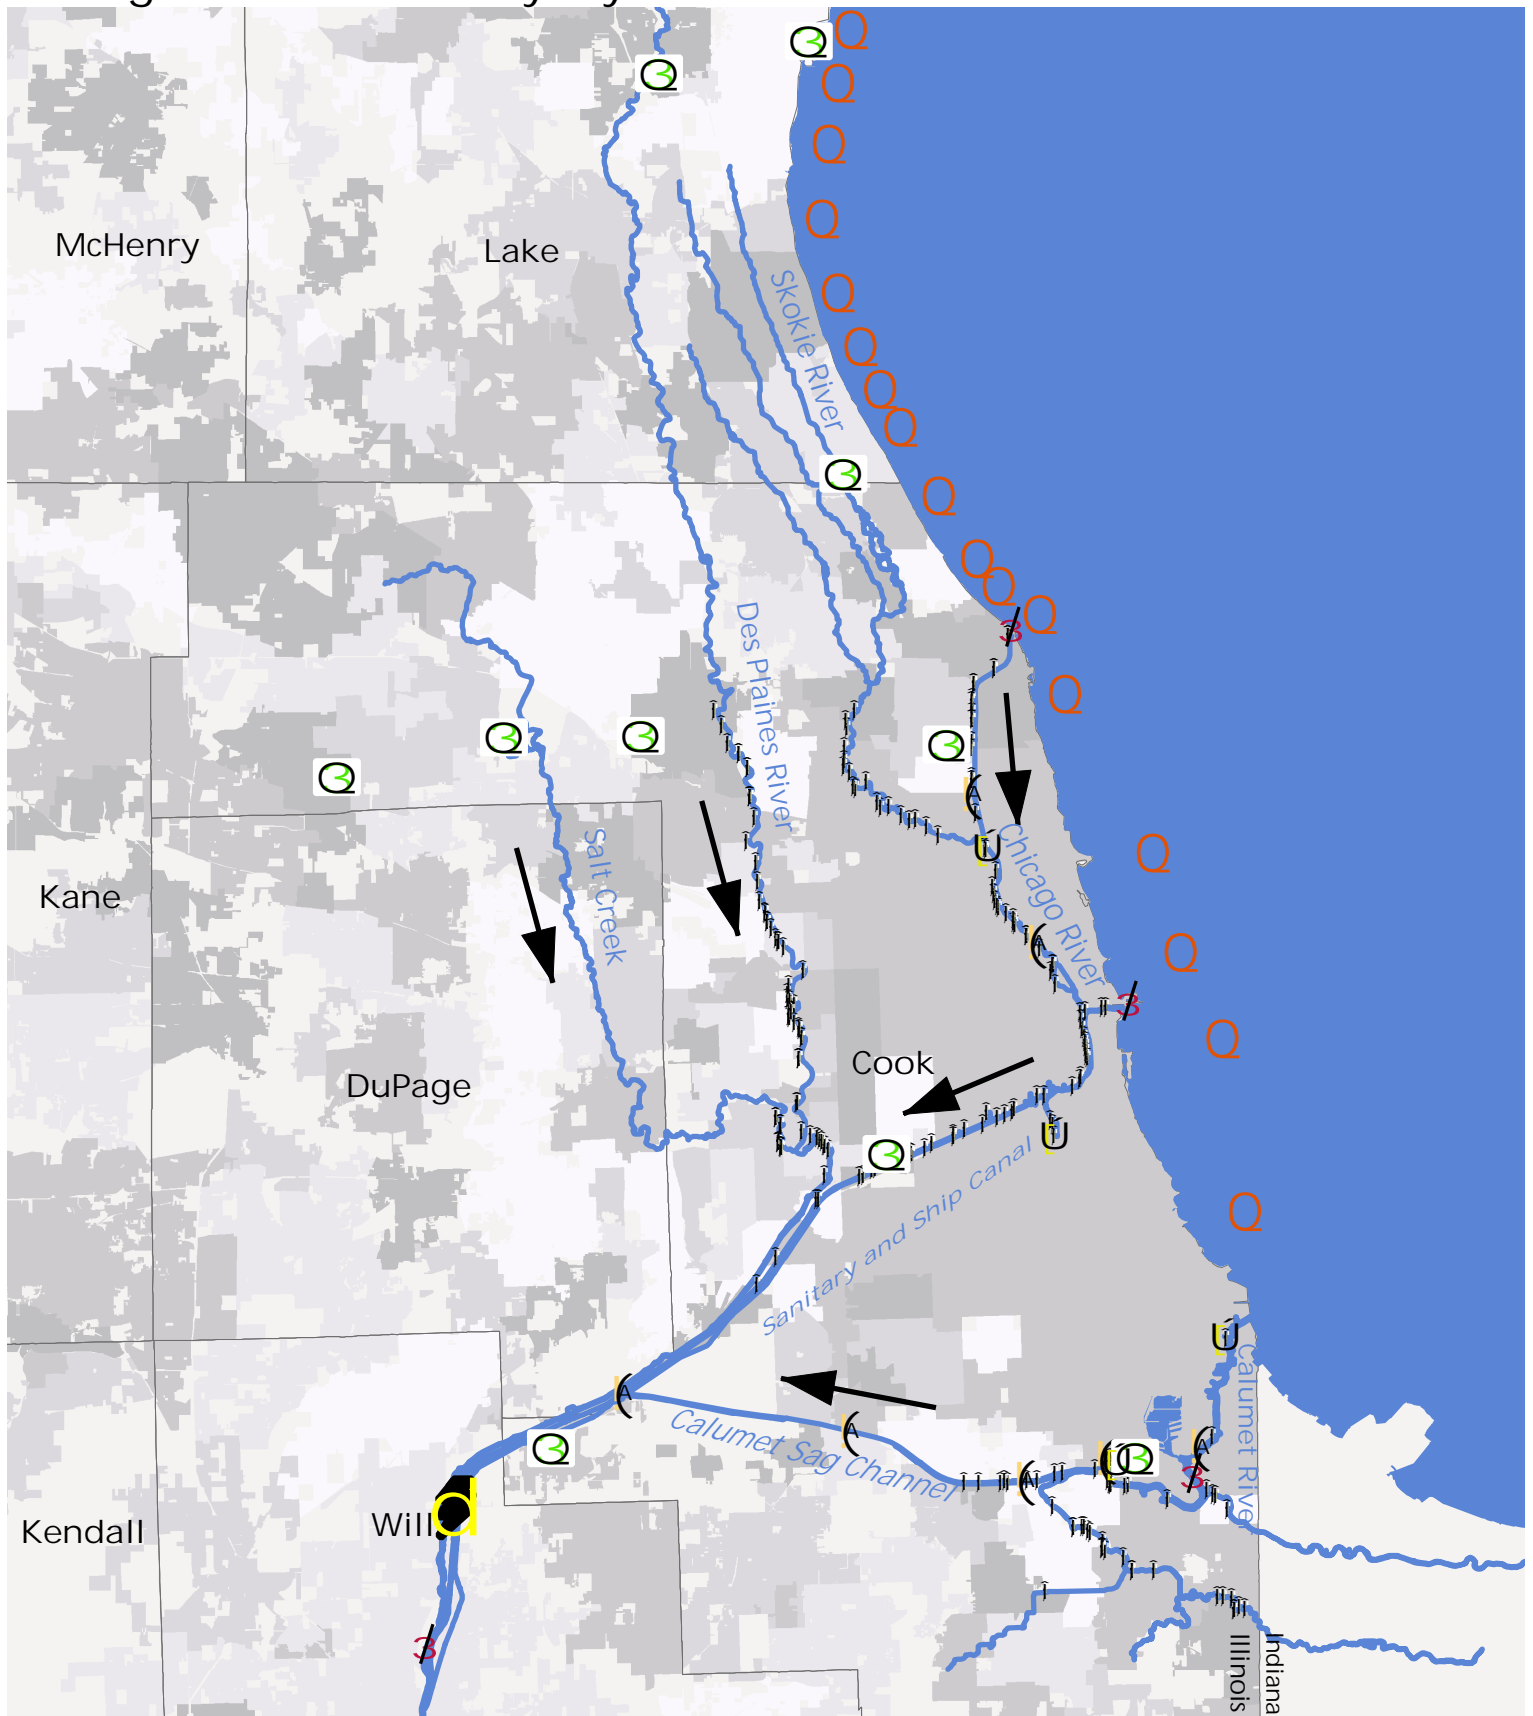 McHenry
Lake
Skokie River
Des Plaines River
Chicago River
Kane
Salt Creek
Cook
DuPage
Sanitary and Ship Canal
Calumet Sag Channel
Calumet River
Will
Kendall
Illinois
Indiana